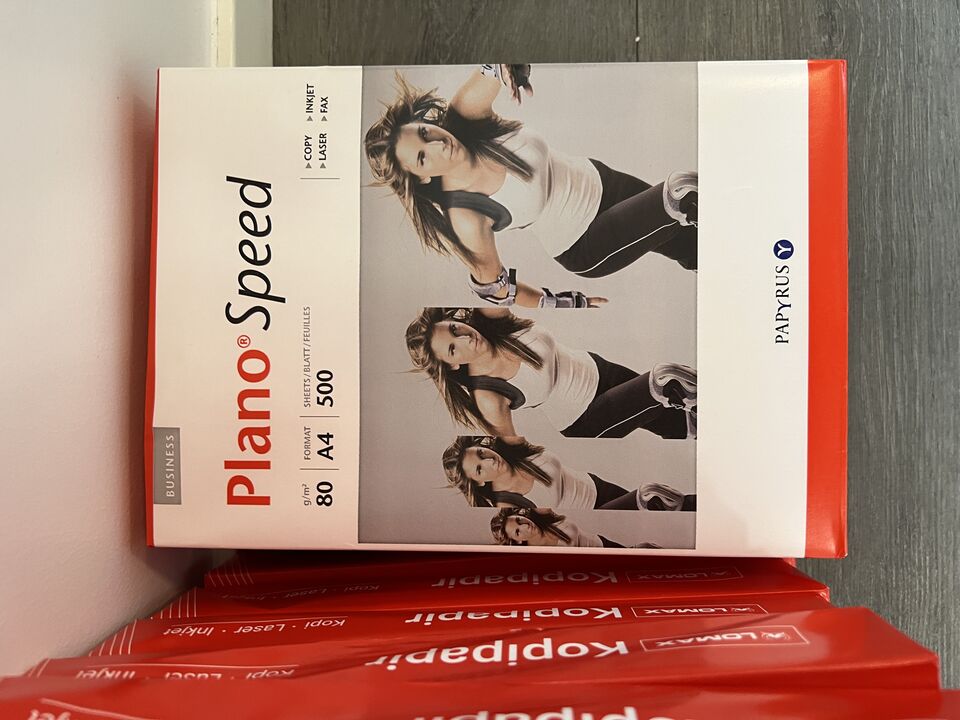 BUSINESS
Plano® Speed
g/m² FORMAT SHEETS/BLATT/FEUILLES
80 A4 500
▶COPY ▶INKJET
▶LASER ▶FAX
PAPYRUS
Kopipapir LOMAX
Kopi · Laser
Kopipapir LOMAX
Kopi · Laser · Inkjet
Kopipapir LOMAX
Kopi · Laser · Inkjet
Kopipapir